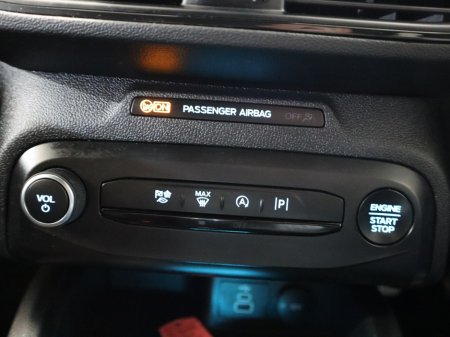 ON PASSENGER AIRBAG OFF
VOL
MAX
A
P
ENGINE
START
STOP